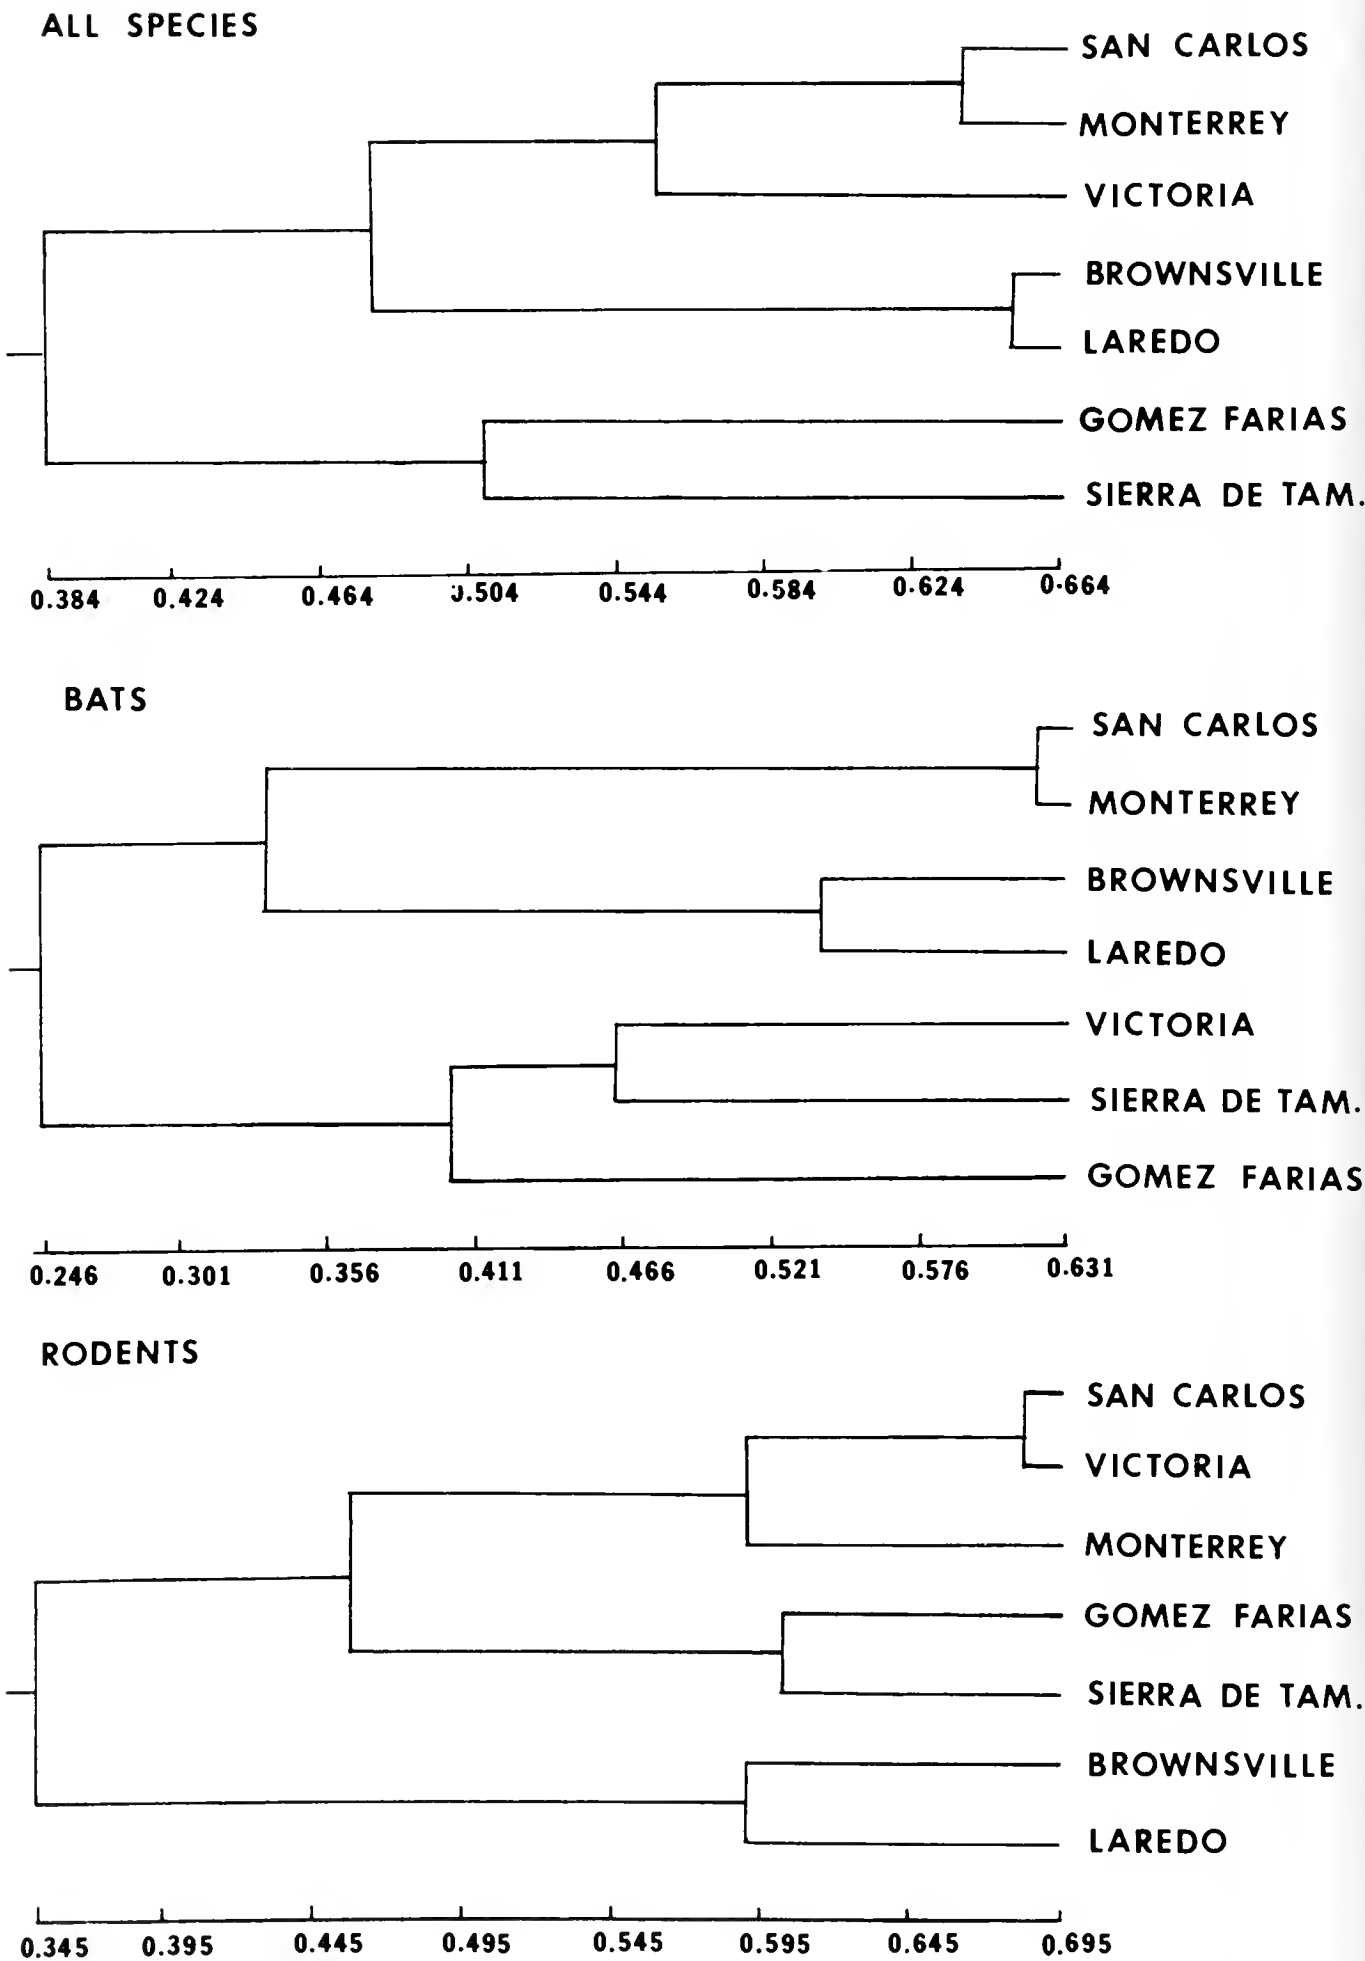 ALL SPECIES
SAN CARLOS
MONTERREY
VICTORIA
BROWNSVILLE
LAREDO
GOMEZ FARIAS
SIERRA DE TAM.
0.384 0.424 0.464 0.504 0.544 0.584 0.624 0.664
BATS
SAN CARLOS
MONTERREY
BROWNSVILLE
LAREDO
VICTORIA
SIERRA DE TAM.
GOMEZ FARIAS
0.246 0.301 0.356 0.411 0.466 0.521 0.576 0.631
RODENTS
SAN CARLOS
VICTORIA
MONTERREY
GOMEZ FARIAS
SIERRA DE TAM.
BROWNSVILLE
LAREDO
0.345 0.395 0.445 0.495 0.545 0.595 0.645 0.695